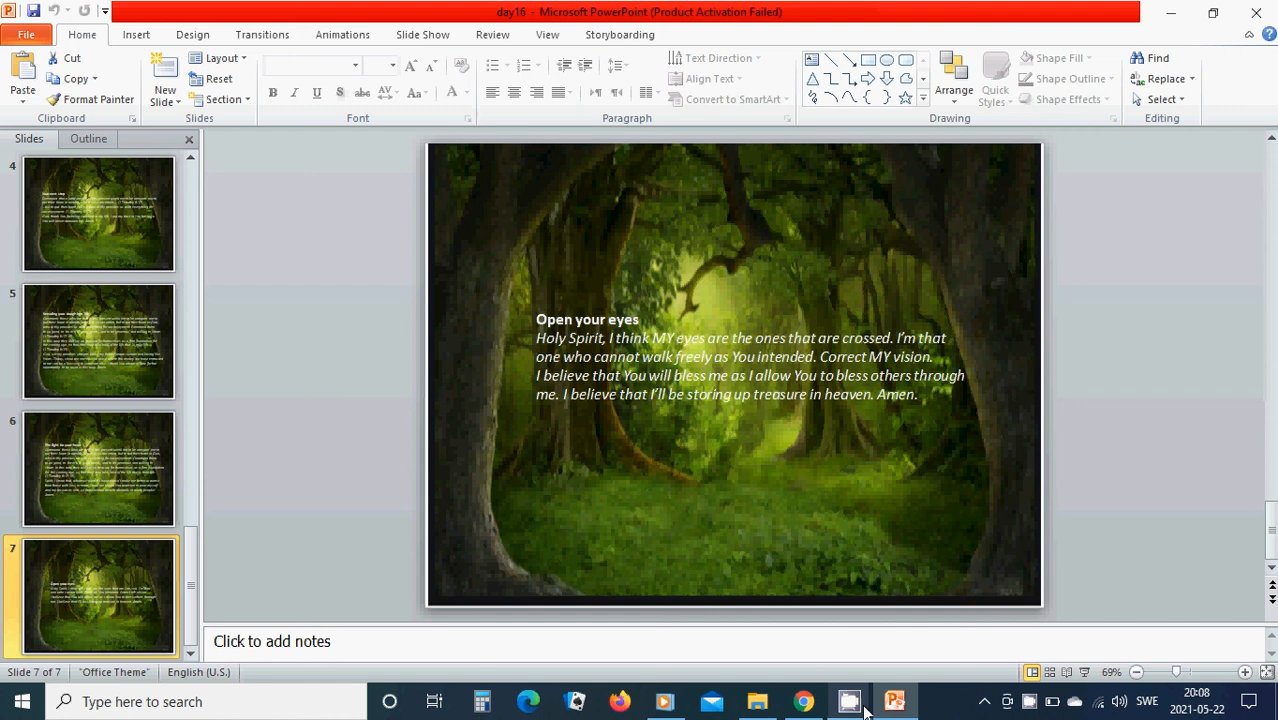 day16 - Microsoft PowerPoint (Product Activation Failed)
File Home Insert Design Transitions Animations Slide Show Review View Storyboarding
Paste
Cut
Copy
Format Painter
Clipboard
New Slide
Layout
Reset
Section
Slides
B I U S abc AV Aa A
Font
Text Direction
Align Text
Convert to SmartArt
Paragraph
Arrange
Quick Styles
Shape Fill
Shape Outline
Shape Effects
Drawing
Find
Replace
Select
Editing
Slides Outline
4
5
6
7
Open your eyes
Holy Spirit, I think MY eyes are the ones that are crossed. I'm that
one who cannot walk freely as You intended. Correct MY vision.
I believe that You will bless me as I allow You to bless others through
me. I believe that I'll be storing up treasure in heaven. Amen.
Click to add notes
Slide 7 of 7 "Office Theme" English (U.S.) 69%
Type here to search
SWE
20:08
2021-05-22